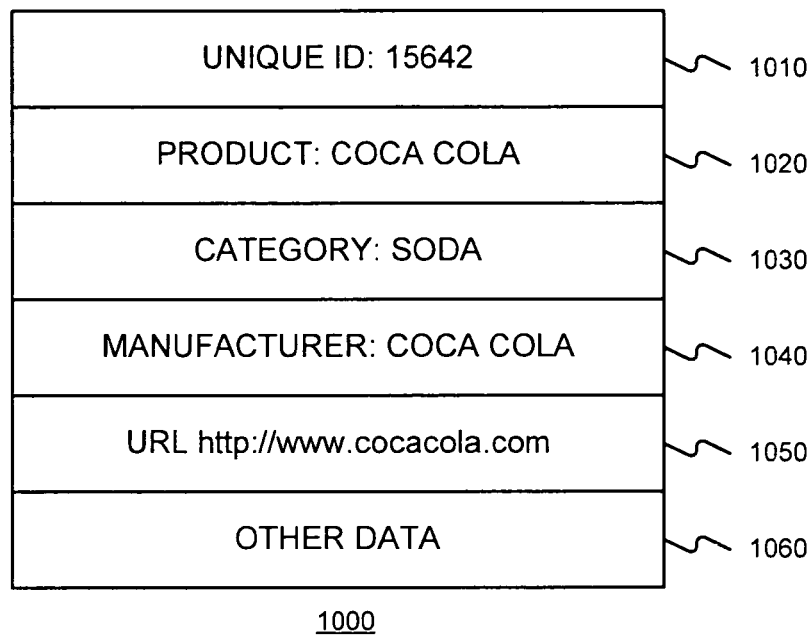 UNIQUE ID: 15642 1010
PRODUCT: COCA COLA 1020
CATEGORY: SODA 1030
MANUFACTURER: COCA COLA 1040
URL http://www.cocacola.com 1050
OTHER DATA 1060
1000